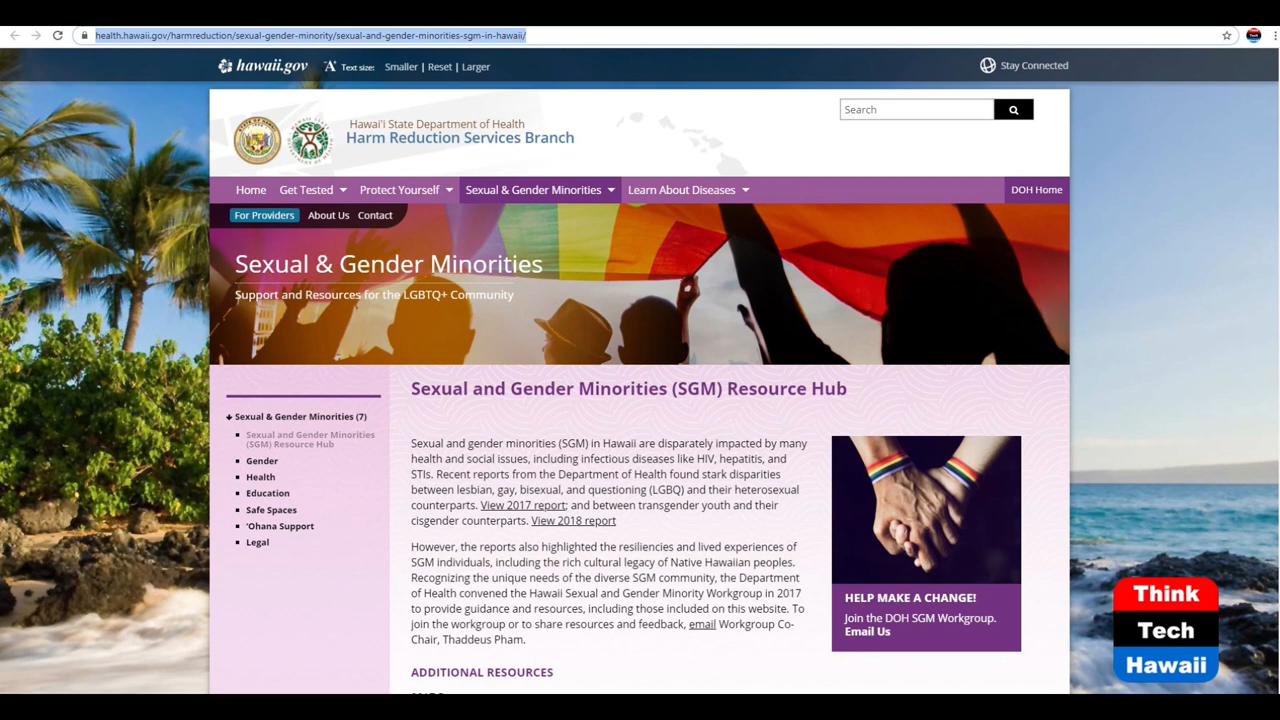 health.hawaii.gov/harmreduction/sexual-gender-minority/sexual-and-gender-minorities-sgm-in-hawaii/
hawaii.gov A Text size: Smaller | Reset | Larger Stay Connected
Search
Hawai'i State Department of Health
Harm Reduction Services Branch
Home Get Tested Protect Yourself Sexual & Gender Minorities Learn About Diseases DOH Home
For Providers About Us Contact
Sexual & Gender Minorities
Support and Resources for the LGBTQ+ Community
Sexual & Gender Minorities (7)
Sexual and Gender Minorities
(SGM) Resource Hub
Gender
Health
Education
Safe Spaces
'Ohana Support
Legal
Sexual and Gender Minorities (SGM) Resource Hub
Sexual and gender minorities (SGM) in Hawaii are disparately impacted by many
health and social issues, including infectious diseases like HIV, hepatitis, and
STIs. Recent reports from the Department of Health found stark disparities
between lesbian, gay, bisexual, and questioning (LGBQ) and their heterosexual
counterparts. View 2017 report; and between transgender youth and their
cisgender counterparts. View 2018 report
However, the reports also highlighted the resiliencies and lived experiences of
SGM individuals, including the rich cultural legacy of Native Hawaiian peoples.
Recognizing the unique needs of the diverse SGM community, the Department
of Health convened the Hawaii Sexual and Gender Minority Workgroup in 2017
to provide guidance and resources, including those included on this website. To
join the workgroup or to share resources and feedback, email Workgroup Co-
Chair, Thaddeus Pham.
ADDITIONAL RESOURCES
HELP MAKE A CHANGE!
Join the DOH SGM Workgroup.
Email Us
Think
Tech
Hawaii